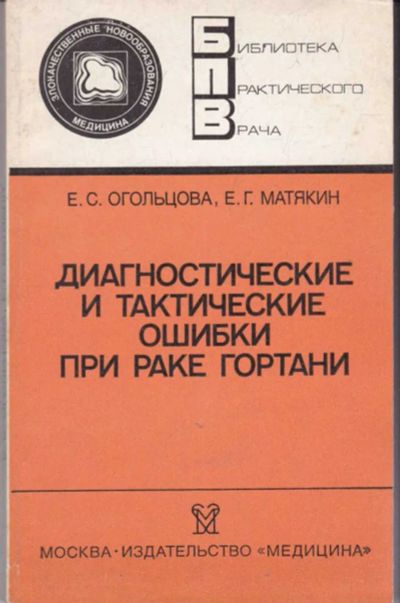 ЗЛОКАЧЕСТВЕННЫЕ НОВООБРАЗОВАНИЯ
МЕДИЦИНА
БИБЛИОТЕКА
ПРАКТИЧЕСКОГО
ВРАЧА
Е. С. ОГОЛЬЦОВА, Е. Г. МАТЯКИН
ДИАГНОСТИЧЕСКИЕ
И ТАКТИЧЕСКИЕ
ОШИБКИ
ПРИ РАКЕ ГОРТАНИ
МОСКВА · ИЗДАТЕЛЬСТВО «МЕДИЦИНА»